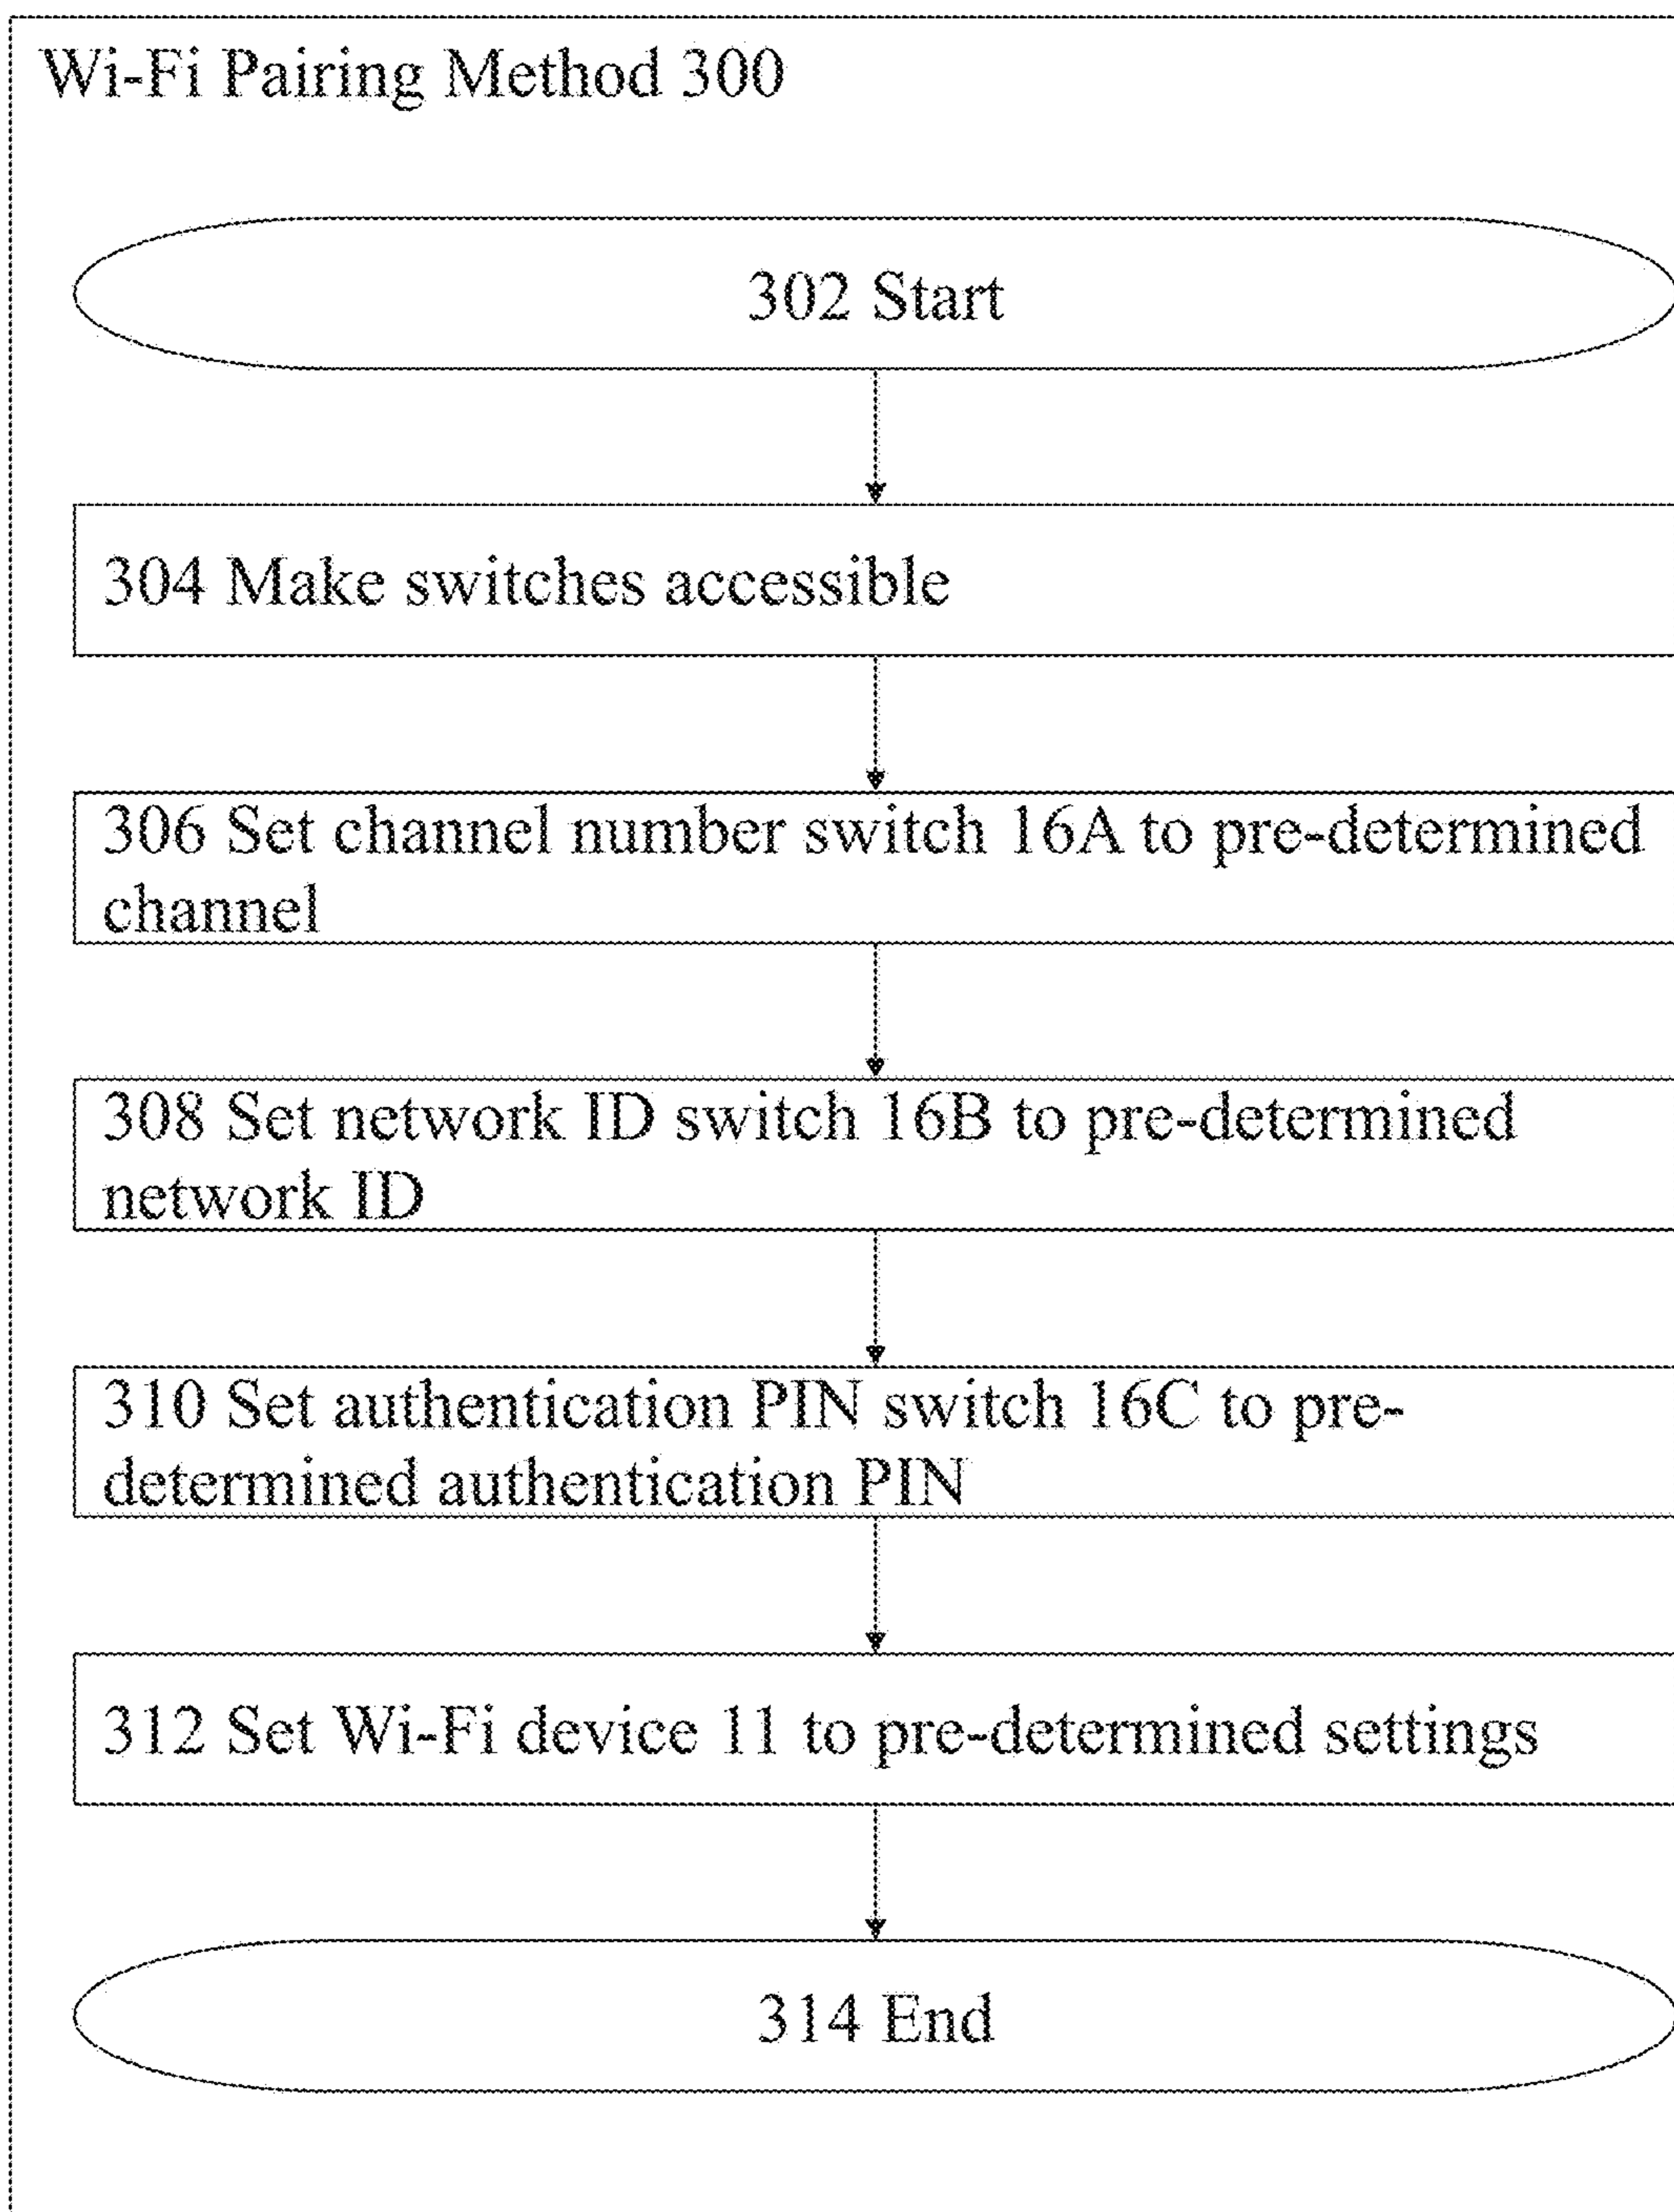 Wi-Fi Pairing Method 300
302 Start
304 Make switches accessible
306 Set channel number switch 16A to pre-determined
channel
308 Set network ID switch 16B to pre-determined
network ID
310 Set authentication PIN switch 16C to pre-
determined authentication PIN
312 Set Wi-Fi device 11 to pre-determined settings
314 End